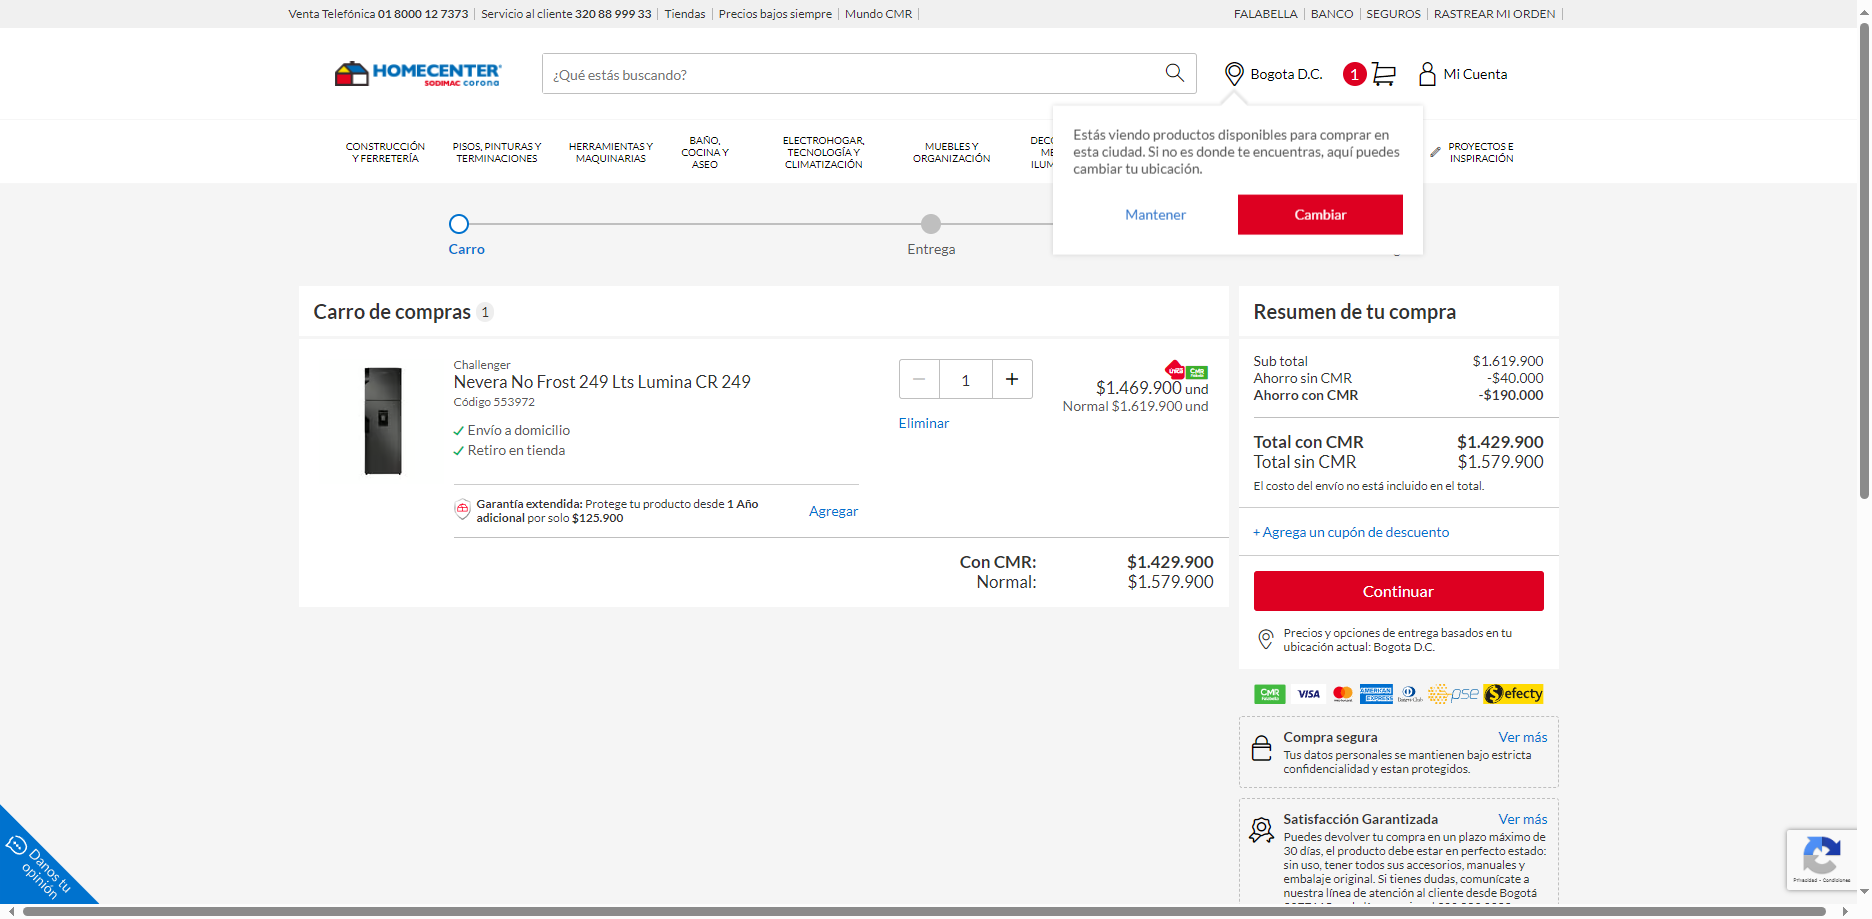 Venta Telefónica 01 8000 12 7373 Servicio al cliente 320 88 999 33 Tiendas Precios bajos siempre Mundo CMR FALABELLA BANCO SEGUROS RASTREAR MI ORDEN
HOMECENTER
SODIMAC corona
¿Qué estás buscando?
Bogota D.C.
1
Mi Cuenta
CONSTRUCCIÓN
Y FERRETERÍA
PISOS, PINTURAS Y
TERMINACIONES
HERRAMIENTAS Y
MAQUINARIAS
BAÑO,
COCINA Y
ASEO
ELECTROHOGAR,
TECNOLOGÍA Y
CLIMATIZACIÓN
MUEBLES Y
ORGANIZACIÓN
PROYECTOS E
INSPIRACIÓN
Estás viendo productos disponibles para comprar en
esta ciudad. Si no es donde te encuentras, aquí puedes
cambiar tu ubicación.
Mantener Cambiar
Carro Entrega
Carro de compras 1
Challenger
Nevera No Frost 249 Lts Lumina CR 249
Código 553972
Envío a domicilio
Retiro en tienda
1
Eliminar
CMR
$1.469.900 und
Normal $1.619.900 und
Garantía extendida: Protege tu producto desde 1 Año
adicional por solo $125.900
Agregar
Con CMR: $1.429.900
Normal: $1.579.900
Resumen de tu compra
Sub total $1.619.900
Ahorro sin CMR -$40.000
Ahorro con CMR -$190.000
Total con CMR $1.429.900
Total sin CMR $1.579.900
El costo del envío no está incluido en el total.
+ Agrega un cupón de descuento
Continuar
Precios y opciones de entrega basados en tu
ubicación actual: Bogota D.C.
CMR VISA AMERICAN EXPRESS Diners Club pse efecty
Compra segura Ver más
Tus datos personales se mantienen bajo estricta
confidencialidad y estan protegidos.
Satisfacción Garantizada Ver más
Puedes devolver tu compra en un plazo máximo de
30 días, el producto debe estar en perfecto estado:
sin uso, tener todos sus accesorios, manuales y
embalaje original. Si tienes dudas, comunícate a
nuestra línea de atención al cliente desde Bogotá
Danos tu
opinión
Privacidad - Condiciones